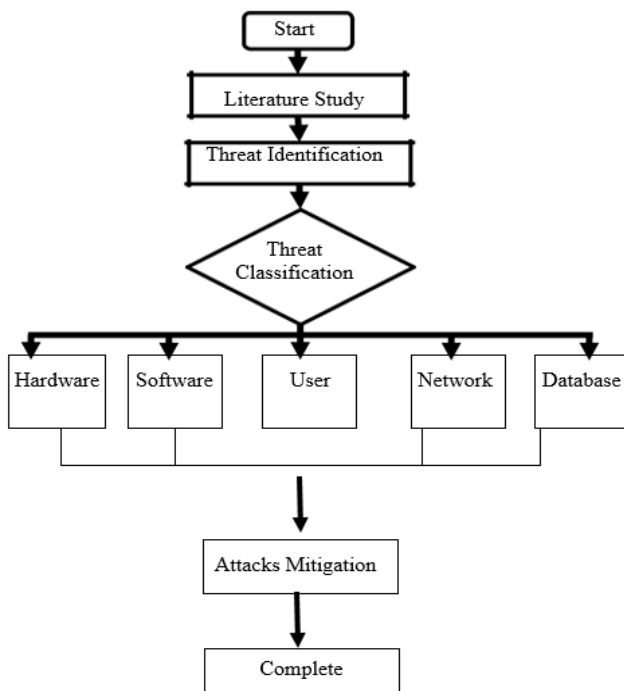 Start
Literature Study
Threat Identification
Threat
Classification
Hardware
Software
User
Network
Database
Attacks Mitigation
Complete